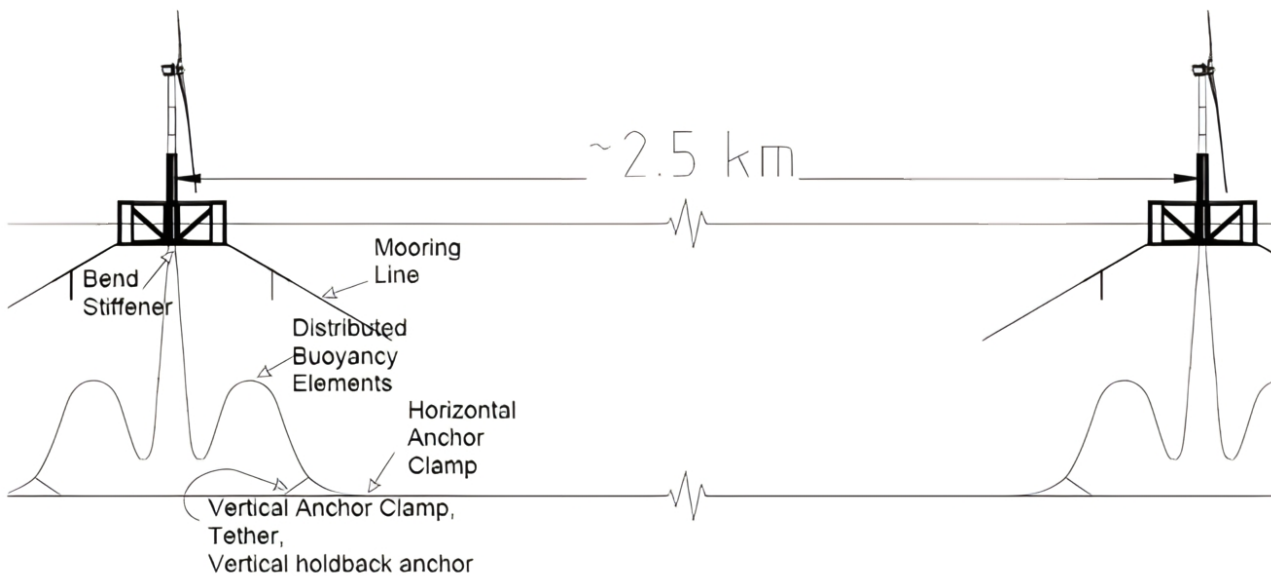 ~2.5 km
Mooring
Line
Bend
Stiffener
Distributed
Buoyancy
Elements
Horizontal
Anchor
Clamp
Vertical Anchor Clamp,
Tether,
Vertical holdback anchor